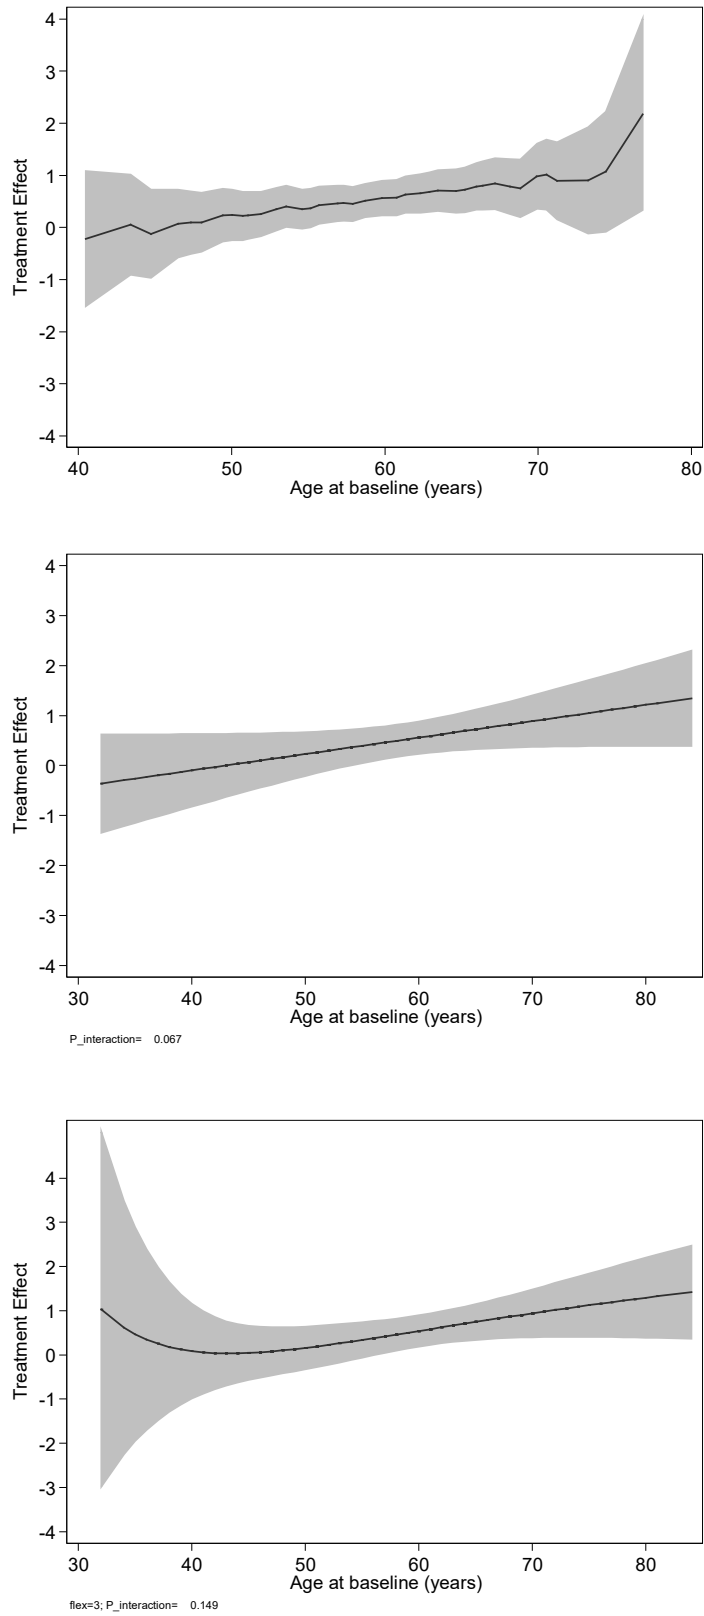 4
3
2
1
0
-1
-2
-3
-4
Treatment Effect
40 50 60 70 80
Age at baseline (years)
4
3
2
1
0
-1
-2
-3
-4
Treatment Effect
30 40 50 60 70 80
Age at baseline (years)
P_interaction= 0.067
4
3
2
1
0
-1
-2
-3
-4
Treatment Effect
30 40 50 60 70 80
Age at baseline (years)
flex=3; P_interaction= 0.149